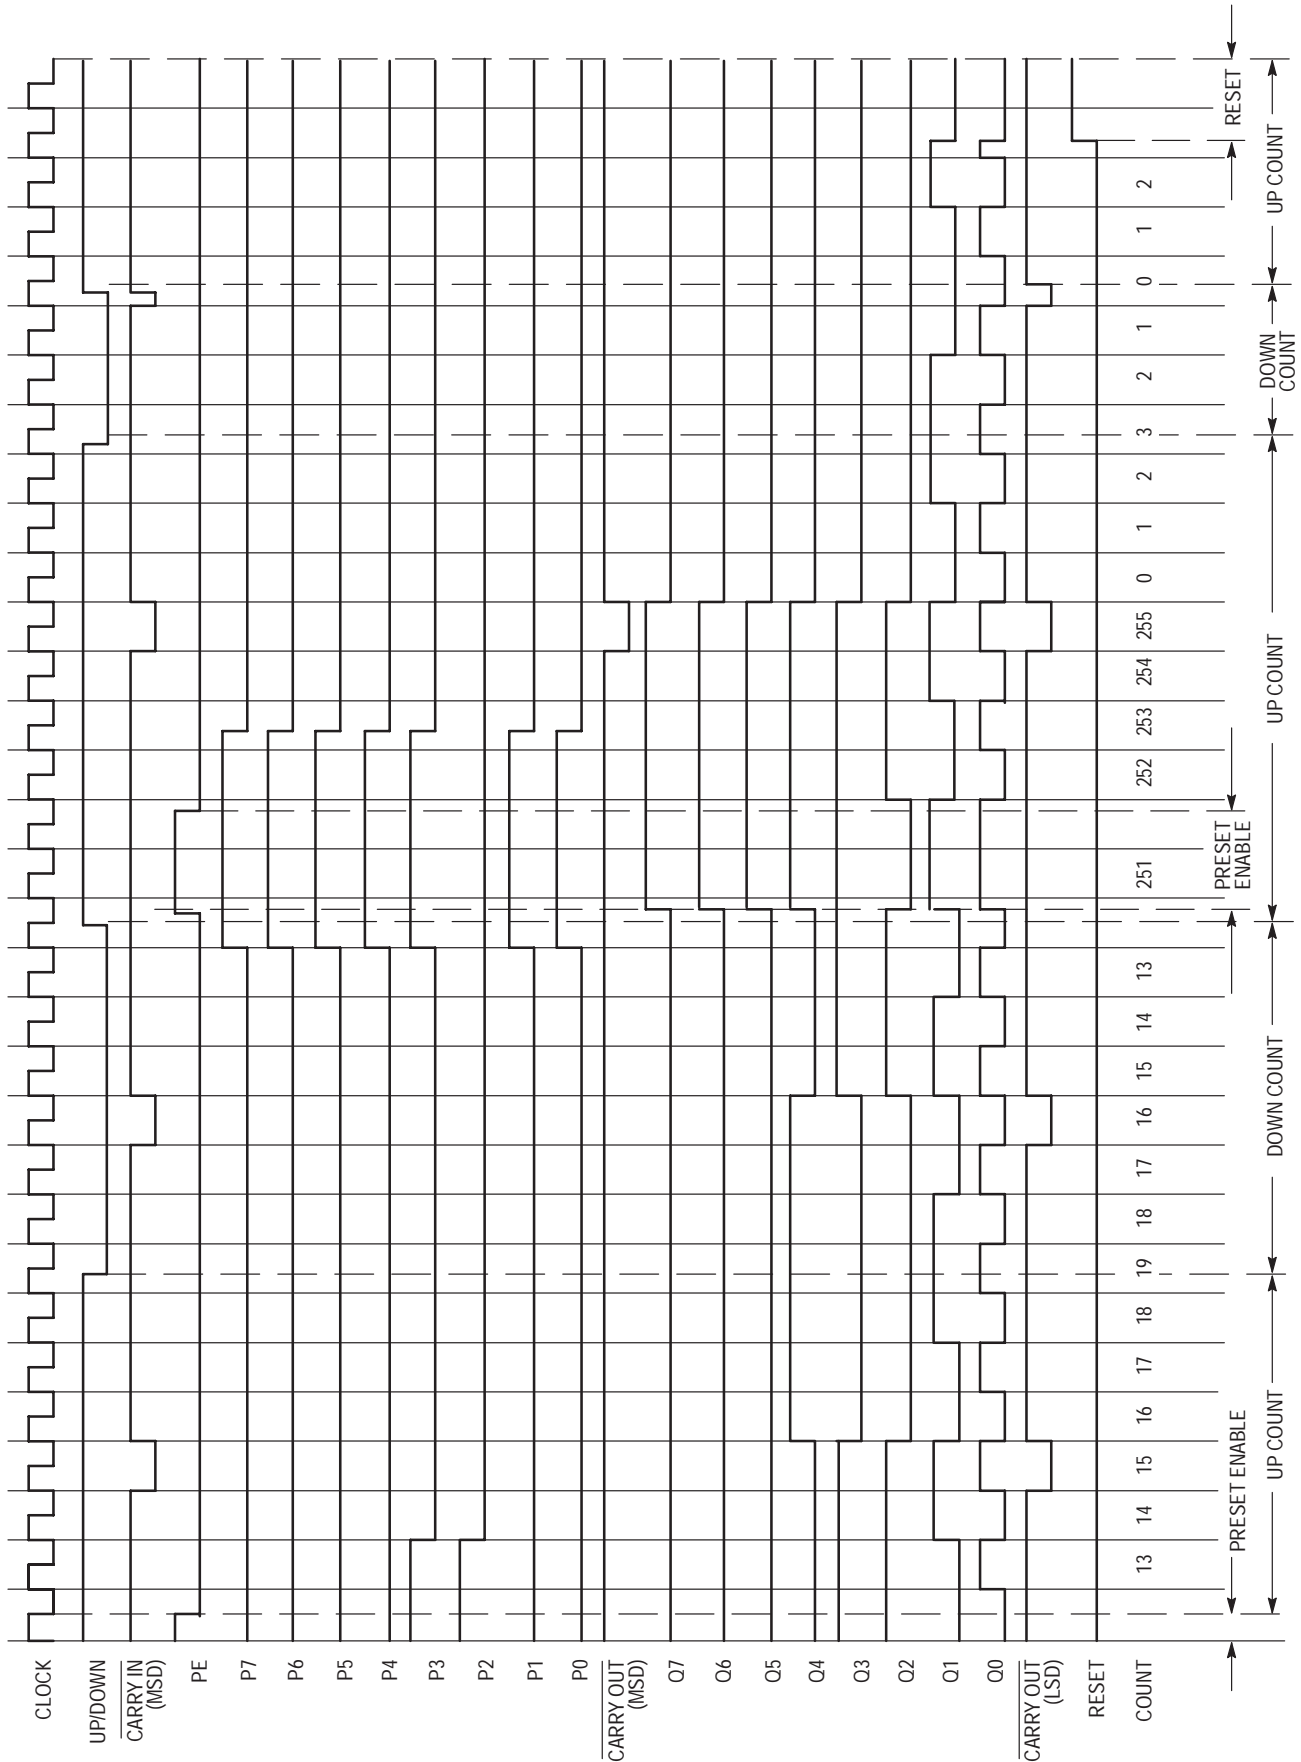 CLOCK
UP/DOWN
CARRY IN
(MSD)
PE
P7
P6
P5
P4
P3
P2
P1
P0
CARRY OUT
(MSD)
Q7
Q6
Q5
Q4
Q3
Q2
Q1
Q0
CARRY OUT
(LSD)
RESET
COUNT
13
14
15
16
17
18
19
18
17
16
15
14
13
251
252
253
254
255
0
1
2
3
2
1
0
1
2
PRESET ENABLE
PRESET
ENABLE
RESET
UP COUNT
DOWN COUNT
UP COUNT
DOWN
COUNT
UP COUNT